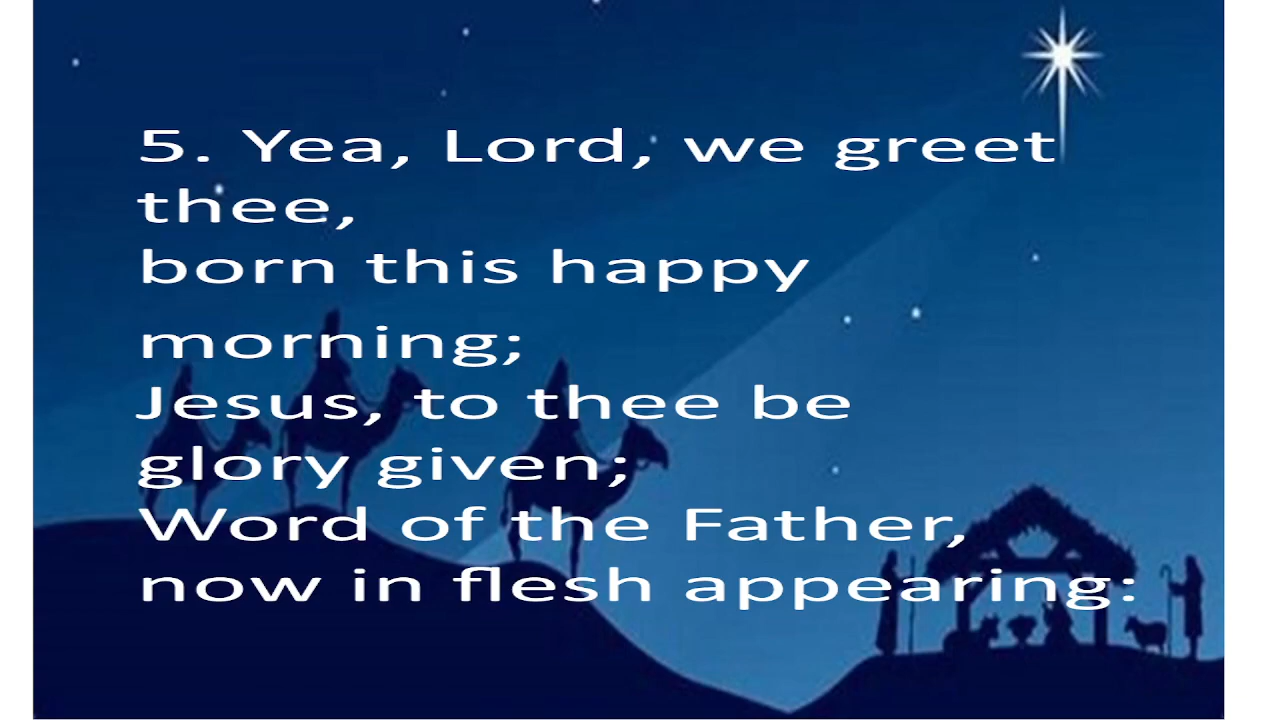 5. Yea, Lord, we greet
thee,
born this happy
morning;
Jesus, to thee be
glory given;
Word of the Father,
now in flesh appearing: